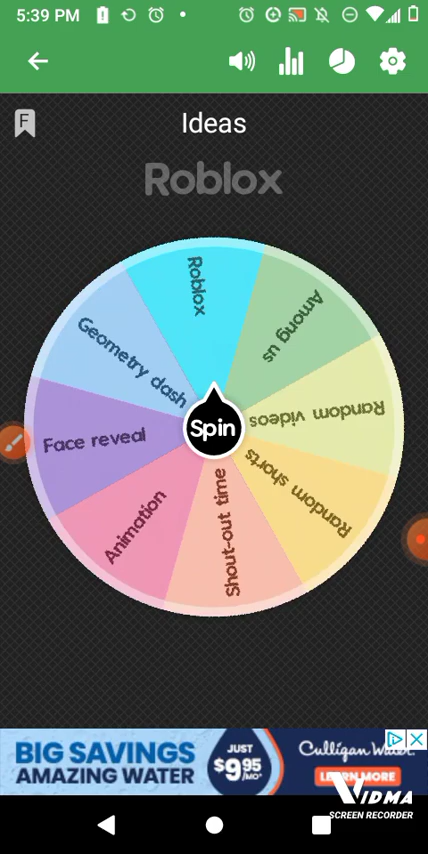 5:39 PM
F
Ideas
Roblox
Roblox
Among us
Random videos
Random shorts
Shout-out time
Animation
Face reveal
Geometry dash
Spin
BIG SAVINGS
AMAZING WATER
JUST
$9.95
/MO*
Culligan Water.
LEARN MORE
VIDMA
SCREEN RECORDER